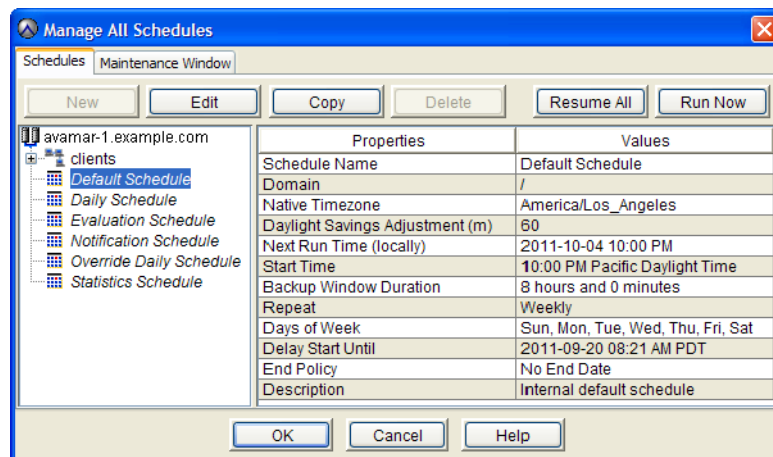 Manage All Schedules
Schedules Maintenance Window
New Edit Copy Delete Resume All Run Now
avamar-1.example.com
clients
Default Schedule
Daily Schedule
Evaluation Schedule
Notification Schedule
Override Daily Schedule
Statistics Schedule
Properties Values
Schedule Name Default Schedule
Domain /
Native Timezone America/Los_Angeles
Daylight Savings Adjustment (m) 60
Next Run Time (locally) 2011-10-04 10:00 PM
Start Time 10:00 PM Pacific Daylight Time
Backup Window Duration 8 hours and 0 minutes
Repeat Weekly
Days of Week Sun, Mon, Tue, Wed, Thu, Fri, Sat
Delay Start Until 2011-09-20 08:21 AM PDT
End Policy No End Date
Description Internal default schedule
OK Cancel Help